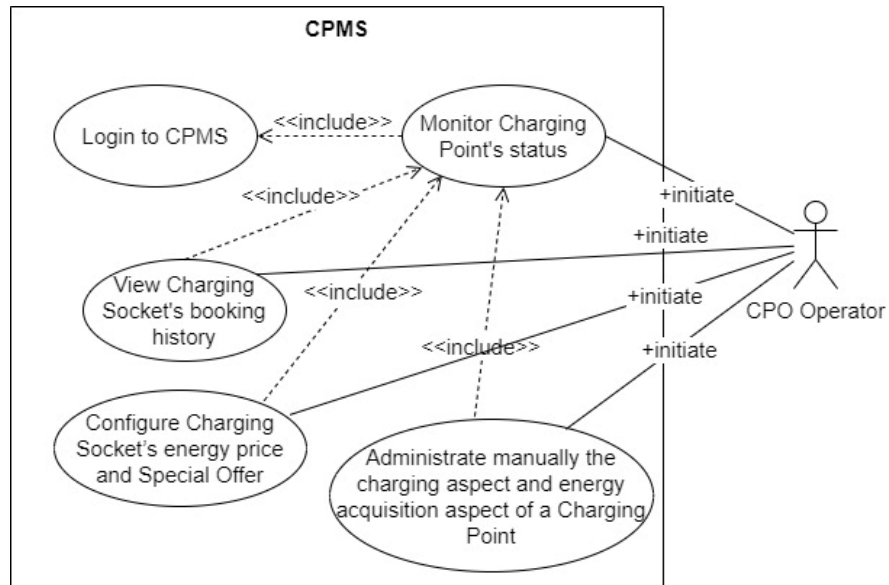 CPMS
Login to CPMS
<<include>>
Monitor Charging
Point's status
<<include>>
+initiate
+initiate
View Charging
Socket's booking
history
<<include>>
+initiate
CPO Operator
<<include>>
+initiate
Configure Charging
Socket's energy price
and Special Offer
Administrate manually the
charging aspect and energy
acquisition aspect of a Charging
Point